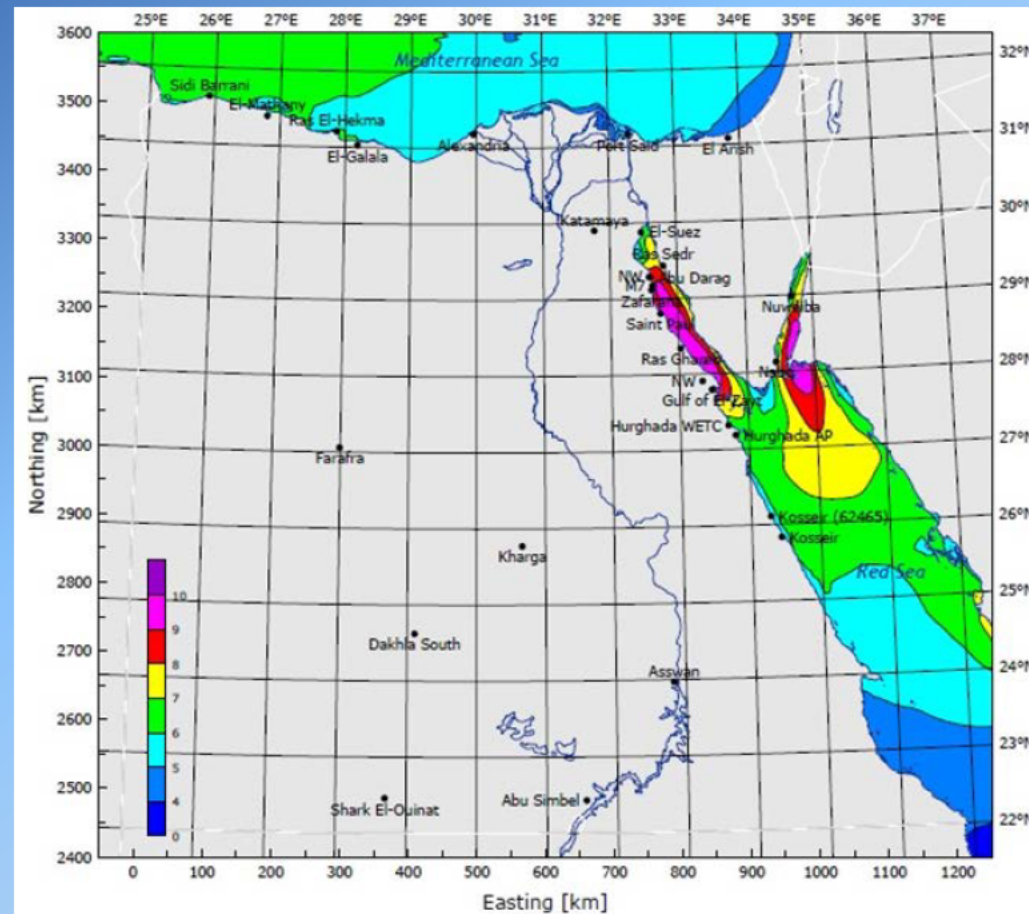 25°E 26°E 27°E 28°E 29°E 30°E 31°E 32°E 33°E 34°E 35°E 36°E 37°E
3600
Mediterranean Sea
32°N
Sidi Barrani
3500
El-Mathany
Ras El-Hekma
31°N
Alexandria
Port Said
El Arish
El-Galala
3400
30°N
Katamaya
3300
El-Suez
Ras Sedr
NW
Abu Darag
29°N
M7
3200
Zafarana
Nuweiba
Saint Paul
28°N
Ras Ghareb
Nabq
3100
NW
Gulf of El-Zayt
Hurghada WETC
Hurghada AP
27°N
3000
Farafra
Northing [km]
2900
Kosseir (62465)
26°N
Kosseir
Kharga
Red Sea
2800
25°N
10
9
2700
Dakhla South
8
24°N
Asswan
7
2600
6
23°N
5
2500
Shark El-Ouinat
Abu Simbel
4
22°N
0
2400
0 100 200 300 400 500 600 700 800 900 1000 1100 1200
Easting [km]